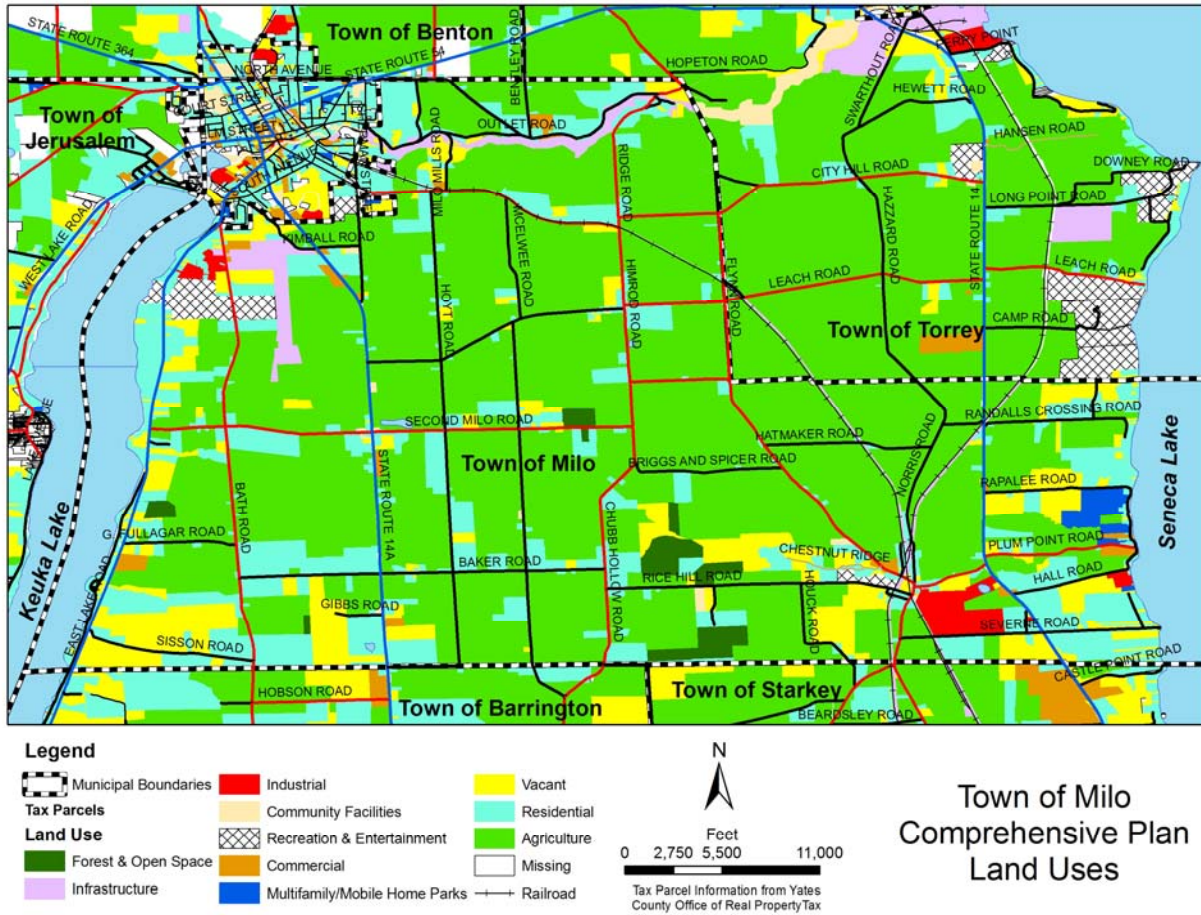 Town of Benton
STATE ROUTE 364
NORTH AVENUE
STATE ROUTE 54
BENTLEY ROAD
HOPETON ROAD
SWARTHOUT ROAD
PERRY POINT
HEWETT ROAD
Town of
Jerusalem
COURT STREET
ELM STREET
SOUTH AVENUE
OUTLET ROAD
MILO MILLS ROAD
RIDGE ROAD
HANSEN ROAD
DOWNEY ROAD
CITY HILL ROAD
LONG POINT ROAD
WEST LAKE ROAD
KIMBALL ROAD
MCELWEE ROAD
HAZZARD ROAD
STATE ROUTE 14
HOYT ROAD
HIMROD ROAD
FLYNN ROAD
LEACH ROAD
LEACH ROAD
Town of Torrey
CAMP ROAD
SECOND MILO ROAD
RANDALLS CROSSING ROAD
HATMAKER ROAD
Town of Milo
BRIGGS AND SPICER ROAD
NORRIS ROAD
RAPALEE ROAD
Seneca Lake
Keuka Lake
BATH ROAD
STATE ROUTE 14A
G. FULLAGAR ROAD
BAKER ROAD
CHUBB HOLLOW ROAD
RICE HILL ROAD
CHESTNUT RIDGE
PLUM POINT ROAD
HALL ROAD
HOUCK ROAD
EAST LAKE ROAD
GIBBS ROAD
SISSON ROAD
SEVERNE ROAD
CASTLE POINT ROAD
HOBSON ROAD
Town of Barrington
Town of Starkey
BEARDSLEY ROAD
Legend
Municipal Boundaries
Tax Parcels
Land Use
Forest & Open Space
Infrastructure
Industrial
Community Facilities
Recreation & Entertainment
Commercial
Multifamily/Mobile Home Parks
Vacant
Residential
Agriculture
Missing
Railroad
N
Feet
0 2,750 5,500 11,000
Tax Parcel Information from Yates
County Office of Real PropertyTax
Town of Milo
Comprehensive Plan
Land Uses